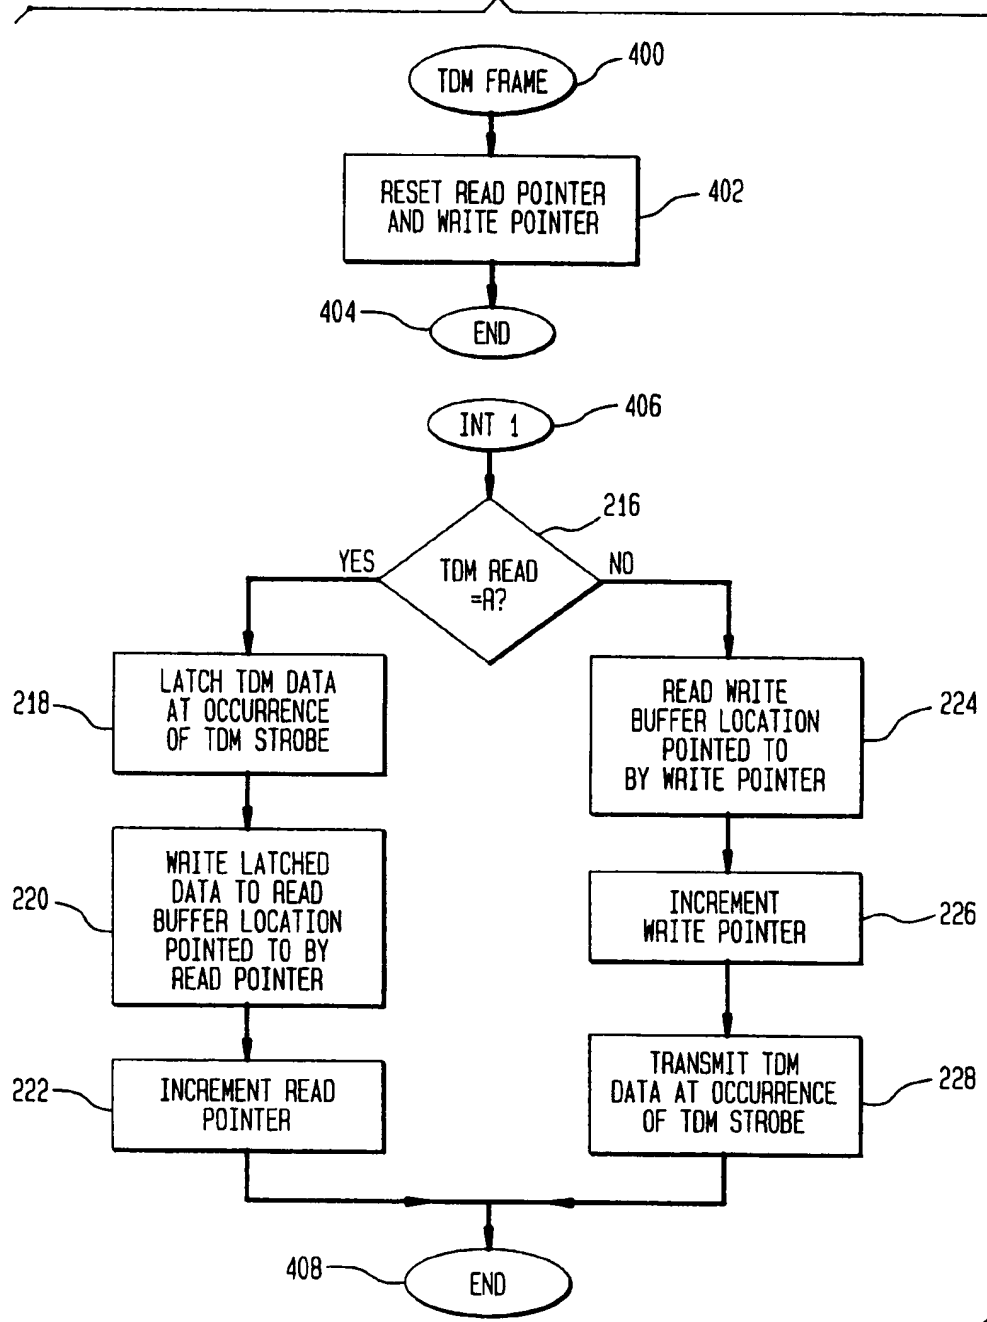 TDM FRAME
400
RESET READ POINTER
AND WRITE POINTER
402
404
END
INT 1
406
216
TDM READ
=R?
YES
NO
LATCH TDM DATA
AT OCCURRENCE
OF TDM STROBE
218
READ WRITE
BUFFER LOCATION
POINTED TO
BY WRITE POINTER
224
WRITE LATCHED
DATA TO READ
BUFFER LOCATION
POINTED TO BY
READ POINTER
220
INCREMENT
WRITE POINTER
226
INCREMENT READ
POINTER
222
TRANSMIT TDM
DATA AT OCCURRENCE
OF TDM STROBE
228
408
END